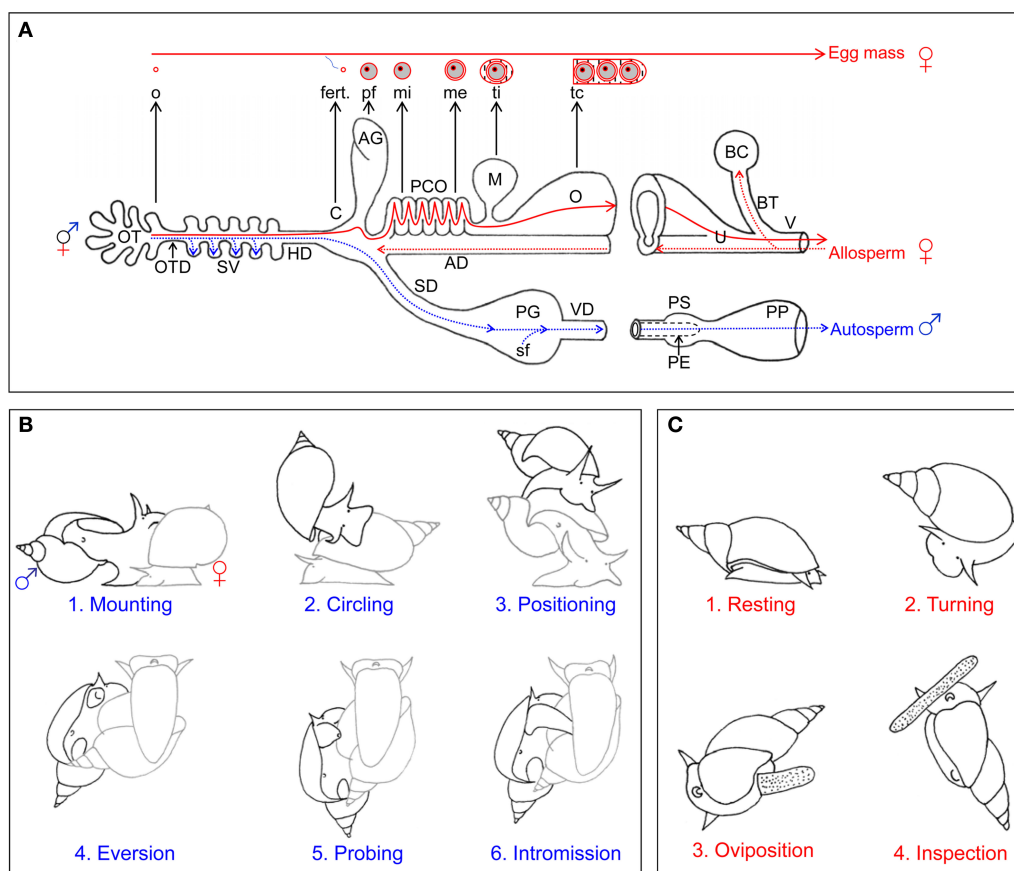 A
Egg mass ♀
o fert. pf mi me ti tc
AG
BC
PCO
M
C
O
BT
V
⚥ OT
U
OTD SV HD
AD
Allosperm ♀
SD
PG VD
PS PP
Autosperm ♂
sf
PE
B
♂ ♀
1. Mounting 2. Circling 3. Positioning
4. Eversion 5. Probing 6. Intromission
C
1. Resting 2. Turning
3. Oviposition 4. Inspection